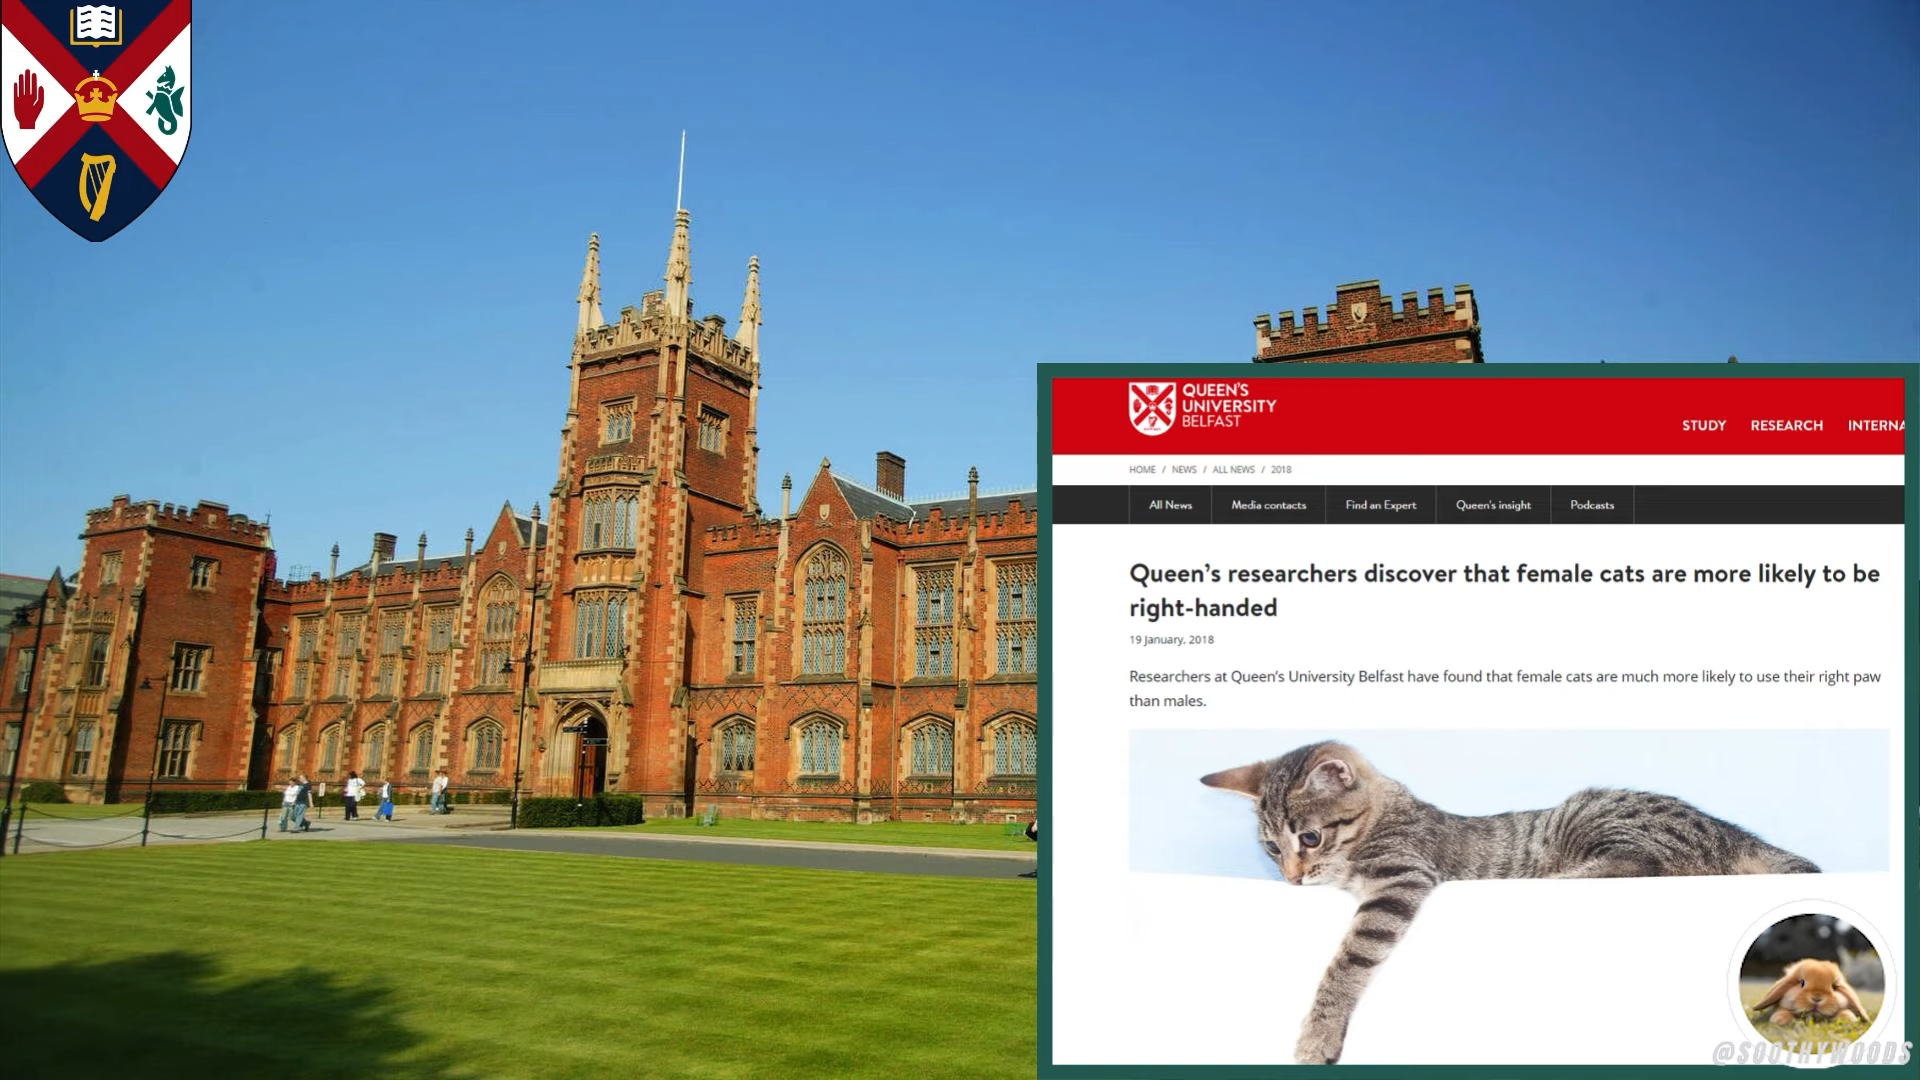 QUEEN'S
UNIVERSITY
BELFAST
STUDY RESEARCH INTERNA
HOME / NEWS / ALL NEWS / 2018
All News Media contacts Find an Expert Queen's insight Podcasts
Queen's researchers discover that female cats are more likely to be
right-handed
19 January, 2018
Researchers at Queen's University Belfast have found that female cats are much more likely to use their right paw
than males.
@SOOTHYWOODS